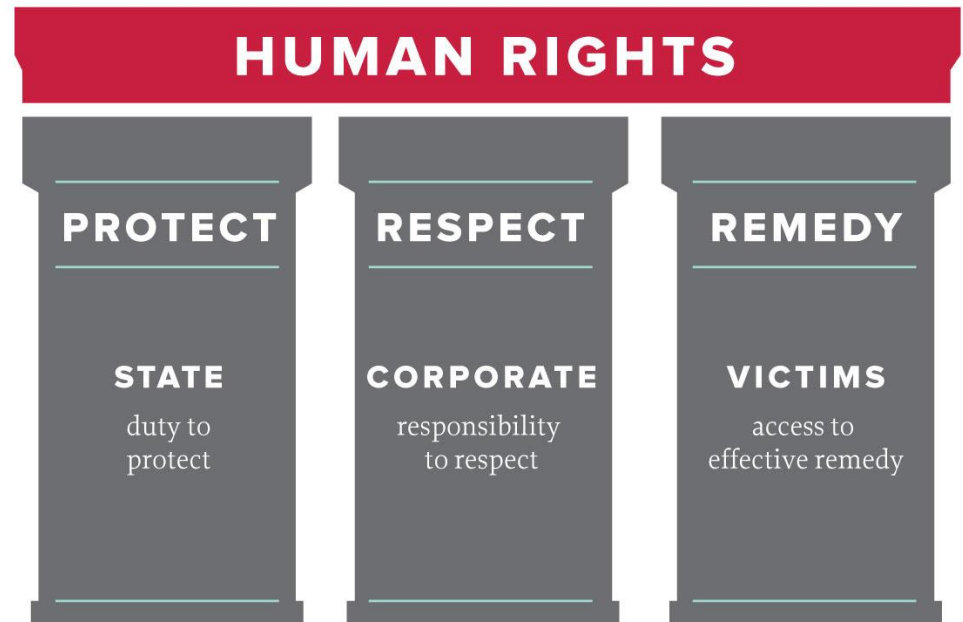 HUMAN RIGHTS
PROTECT
STATE
duty to
protect
RESPECT
CORPORATE
responsibility
to respect
REMEDY
VICTIMS
access to
effective remedy